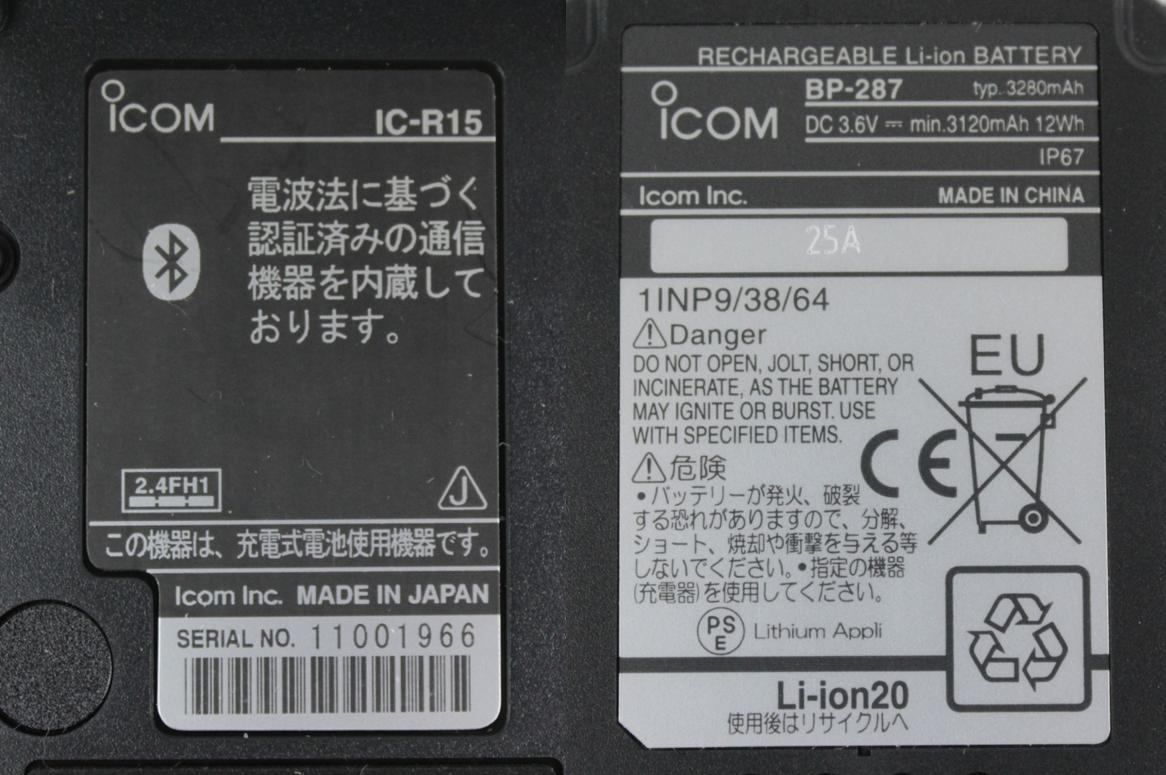 ICOM
IC-R15
電波法に基づく
認証済みの通信
機器を内蔵して
おります。
2.4FH1
J
この機器は、充電式電池使用機器です。
Icom Inc. MADE IN JAPAN
SERIAL NO. 11001966
RECHARGEABLE Li-ion BATTERY
ICOM
BP-287 typ. 3280mAh
DC 3.6V ⎓ min.3120mAh 12Wh
IP67
Icom Inc. MADE IN CHINA
25A
1INP9/38/64
⚠Danger
DO NOT OPEN, JOLT, SHORT, OR
INCINERATE, AS THE BATTERY
MAY IGNITE OR BURST. USE
WITH SPECIFIED ITEMS.
EU
CE
⚠危険
•バッテリーが発火、破裂
する恐れがありますので、分解、
ショート、焼却や衝撃を与える等
しないでください。•指定の機器
(充電器)を使用してください。
PS
E
Lithium Appli
Li-ion20
使用後はリサイクルへ